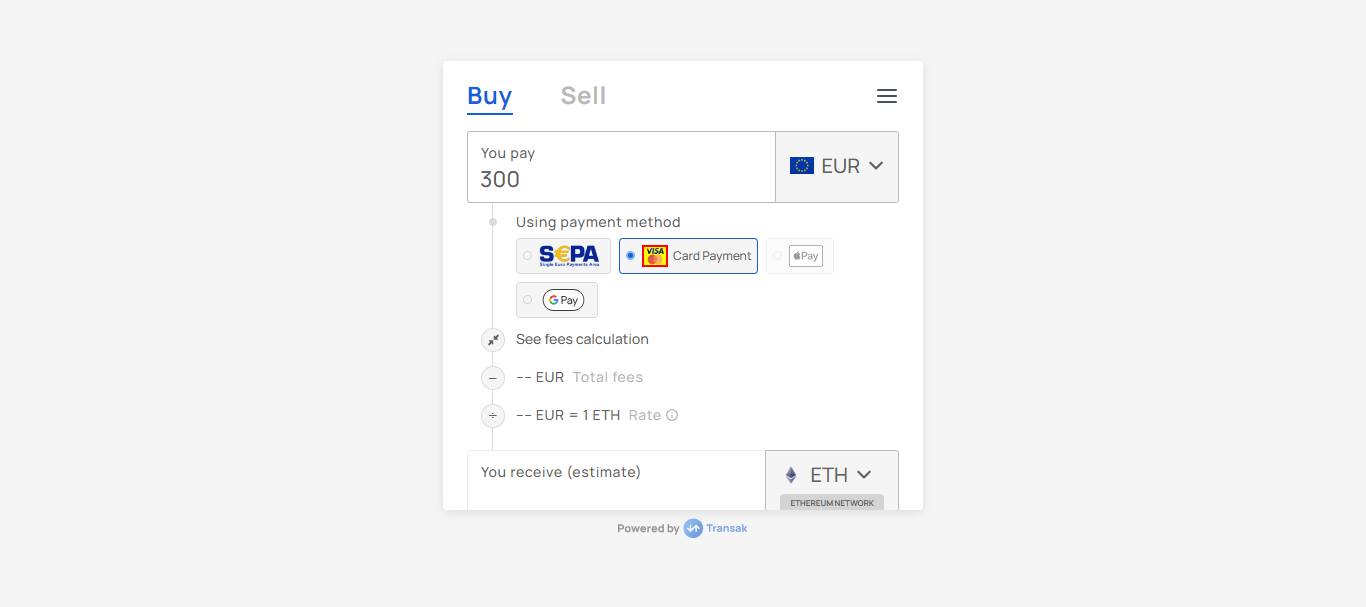 Buy Sell
You pay
300
EUR
Using payment method
S€PA
Single Euro Payments Area
VISA
Card Payment
Pay
G Pay
See fees calculation
–
-- EUR Total fees
÷
-- EUR = 1 ETH Rate
You receive (estimate)
ETH
ETHEREUM NETWORK
Powered by Transak